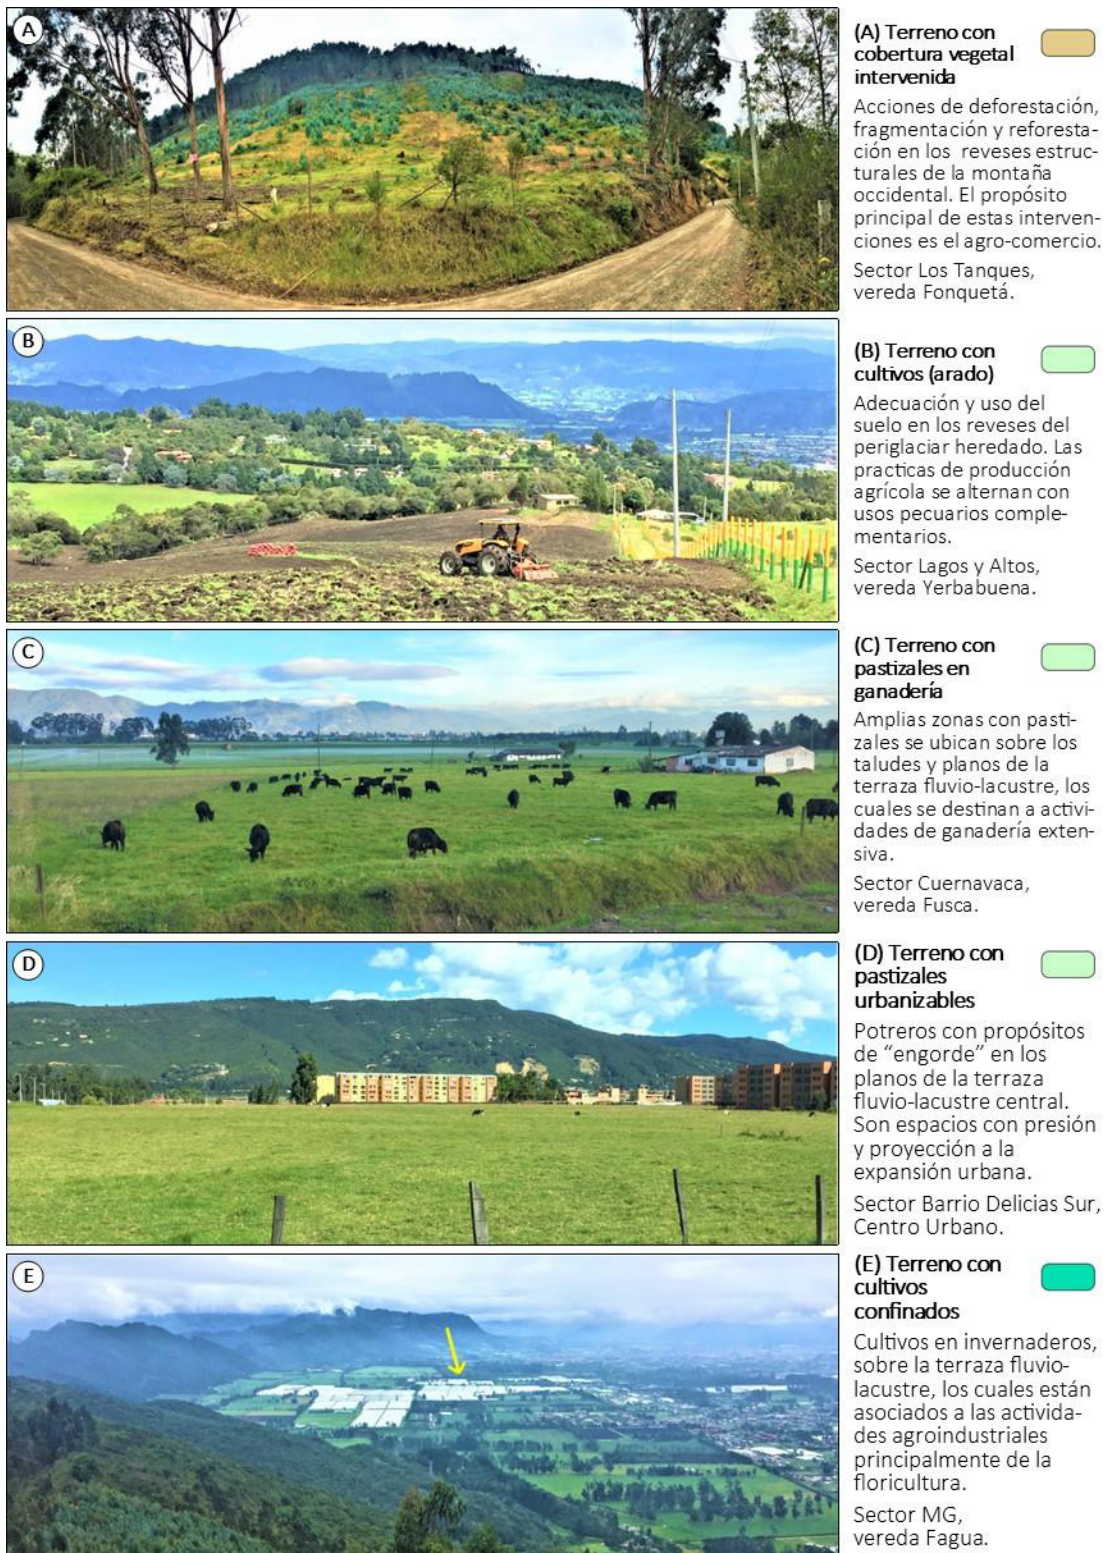 A
(A) Terreno con
cobertura vegetal
intervenida
Acciones de deforestación,
fragmentación y reforesta-
ción en los reveses estruc-
turales de la montaña
occidental. El propósito
principal de estas interven-
ciones es el agro-comercio.
Sector Los Tanques,
vereda Fonquetá.
B
(B) Terreno con
cultivos (arado)
Adecuación y uso del
suelo en los reveses del
periglaciar heredado. Las
practicas de producción
agrícola se alternan con
usos pecuarios comple-
mentarios.
Sector Lagos y Altos,
vereda Yerbabuena.
C
(C) Terreno con
pastizales en
ganadería
Amplias zonas con pasti-
zales se ubican sobre los
taludes y planos de la
terraza fluvio-lacustre, los
cuales se destinan a activi-
dades de ganadería exten-
siva.
Sector Cuernavaca,
vereda Fusca.
D
(D) Terreno con
pastizales
urbanizables
Potreros con propósitos
de “engorde” en los
planos de la terraza
fluvio-lacustre central.
Son espacios con presión
y proyección a la
expansión urbana.
Sector Barrio Delicias Sur,
Centro Urbano.
E
(E) Terreno con
cultivos
confinados
Cultivos en invernaderos,
sobre la terraza fluvio-
lacustre, los cuales están
asociados a las activida-
des agroindustriales
principalmente de la
floricultura.
Sector MG,
vereda Fagua.